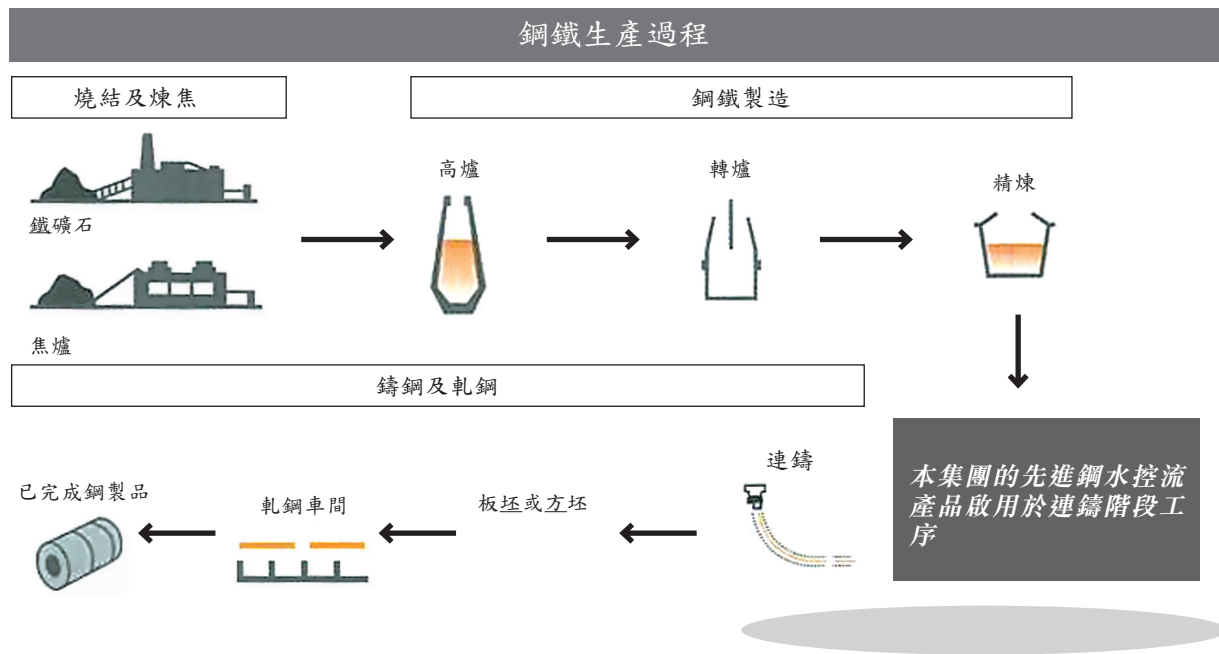 鋼鐵生產過程
燒結及煉焦
鋼鐵製造
鐵礦石
焦爐
高爐
轉爐
精煉
鑄鋼及軋鋼
本集團的先進鋼水控流
產品啟用於連鑄階段工
序
連鑄
板坯或方坯
軋鋼車間
已完成鋼製品